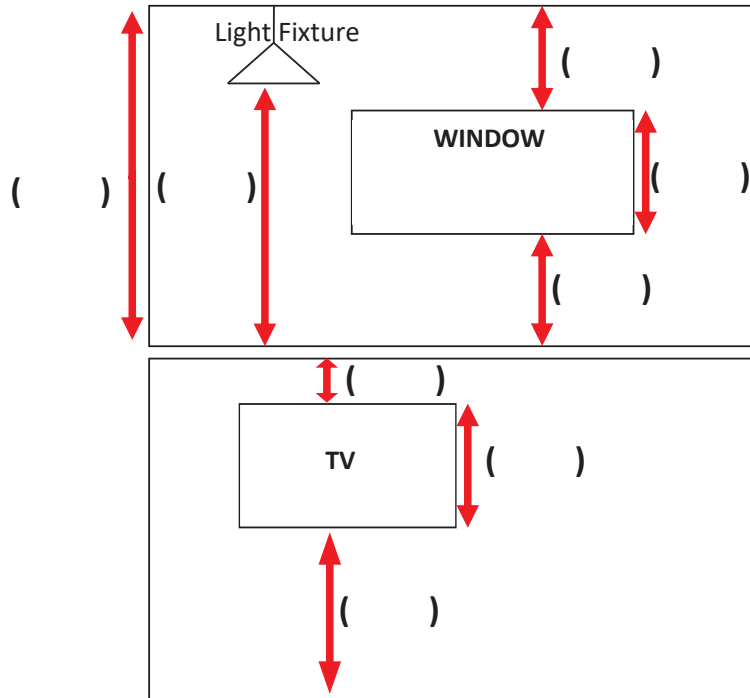 Light Fixture
(          )
WINDOW
(          ) (          ) (          )
(          )
(          )
TV
(          )
(          )